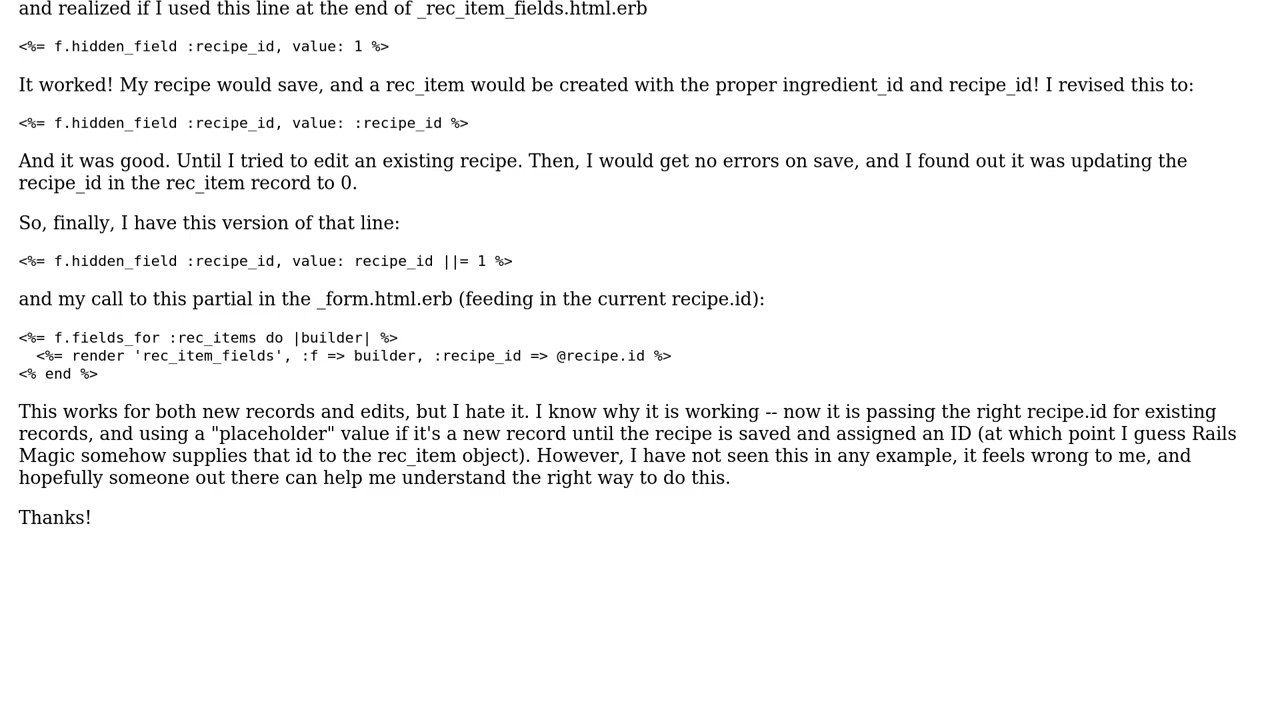 and realized if I used this line at the end of _rec_item_fields.html.erb
<%= f.hidden_field :recipe_id, value: 1 %>
It worked! My recipe would save, and a rec_item would be created with the proper ingredient_id and recipe_id! I revised this to:
<%= f.hidden_field :recipe_id, value: :recipe_id %>
And it was good. Until I tried to edit an existing recipe. Then, I would get no errors on save, and I found out it was updating the
recipe_id in the rec_item record to 0.
So, finally, I have this version of that line:
<%= f.hidden_field :recipe_id, value: recipe_id ||= 1 %>
and my call to this partial in the _form.html.erb (feeding in the current recipe.id):
<%= f.fields_for :rec_items do |builder| %>
  <%= render 'rec_item_fields', :f => builder, :recipe_id => @recipe.id %>
<% end %>
This works for both new records and edits, but I hate it. I know why it is working -- now it is passing the right recipe.id for existing
records, and using a "placeholder" value if it's a new record until the recipe is saved and assigned an ID (at which point I guess Rails
Magic somehow supplies that id to the rec_item object). However, I have not seen this in any example, it feels wrong to me, and
hopefully someone out there can help me understand the right way to do this.
Thanks!